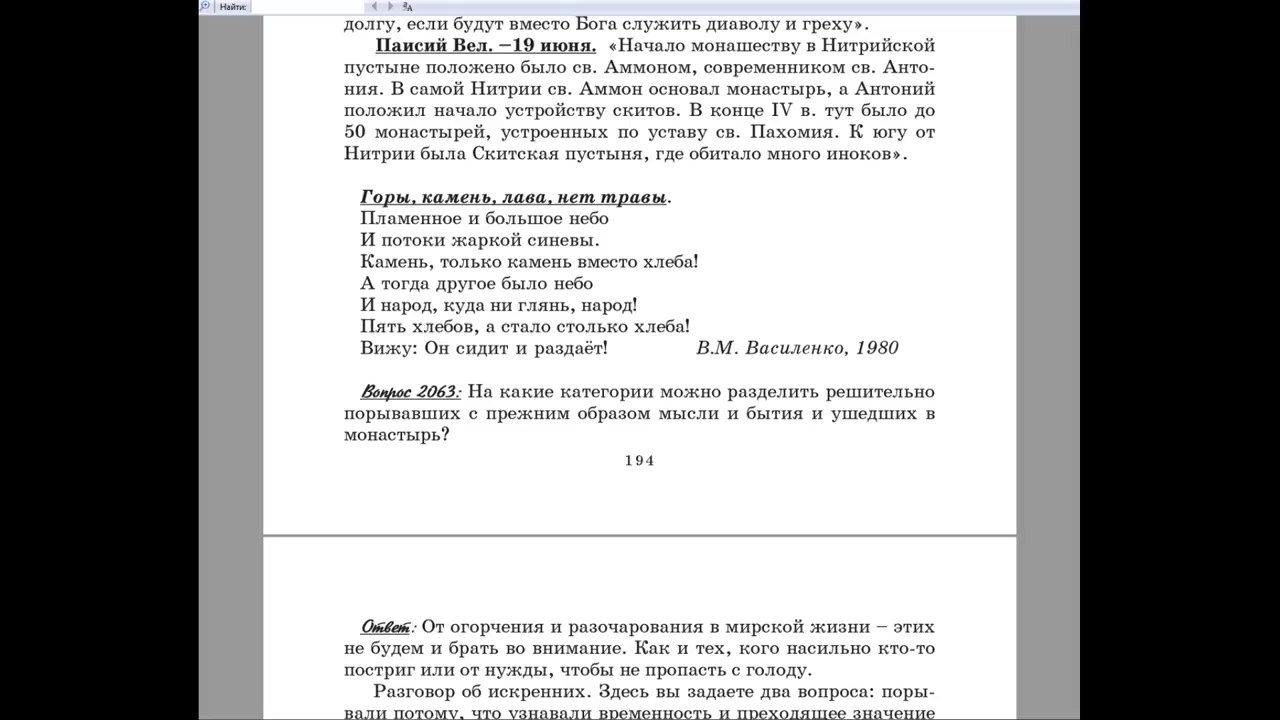 Найти:
долгу, если будут вместо Бога служить диаволу и греху».
Паисий Вел. –19 июня. «Начало монашеству в Нитрийской
пустыне положено было св. Аммоном, современником св. Анто-
ния. В самой Нитрии св. Аммон основал монастырь, а Антоний
положил начало устройству скитов. В конце IV в. тут было до
50 монастырей, устроенных по уставу св. Пахомия. К югу от
Нитрии была Скитская пустыня, где обитало много иноков».
Горы, камень, лава, нет травы.
Пламенное и большое небо
И потоки жаркой синевы.
Камень, только камень вместо хлеба!
А тогда другое было небо
И народ, куда ни глянь, народ!
Пять хлебов, а стало столько хлеба!
Вижу: Он сидит и раздаёт! В.М. Василенко, 1980
Вопрос 2063: На какие категории можно разделить решительно
порывавших с прежним образом мысли и бытия и ушедших в
монастырь?
194
Ответ: От огорчения и разочарования в мирской жизни – этих
не будем и брать во внимание. Как и тех, кого насильно кто-то
постриг или от нужды, чтобы не пропасть с голоду.
Разговор об искренних. Здесь вы задаете два вопроса: поры-
вали потому, что узнавали временность и преходящее значение